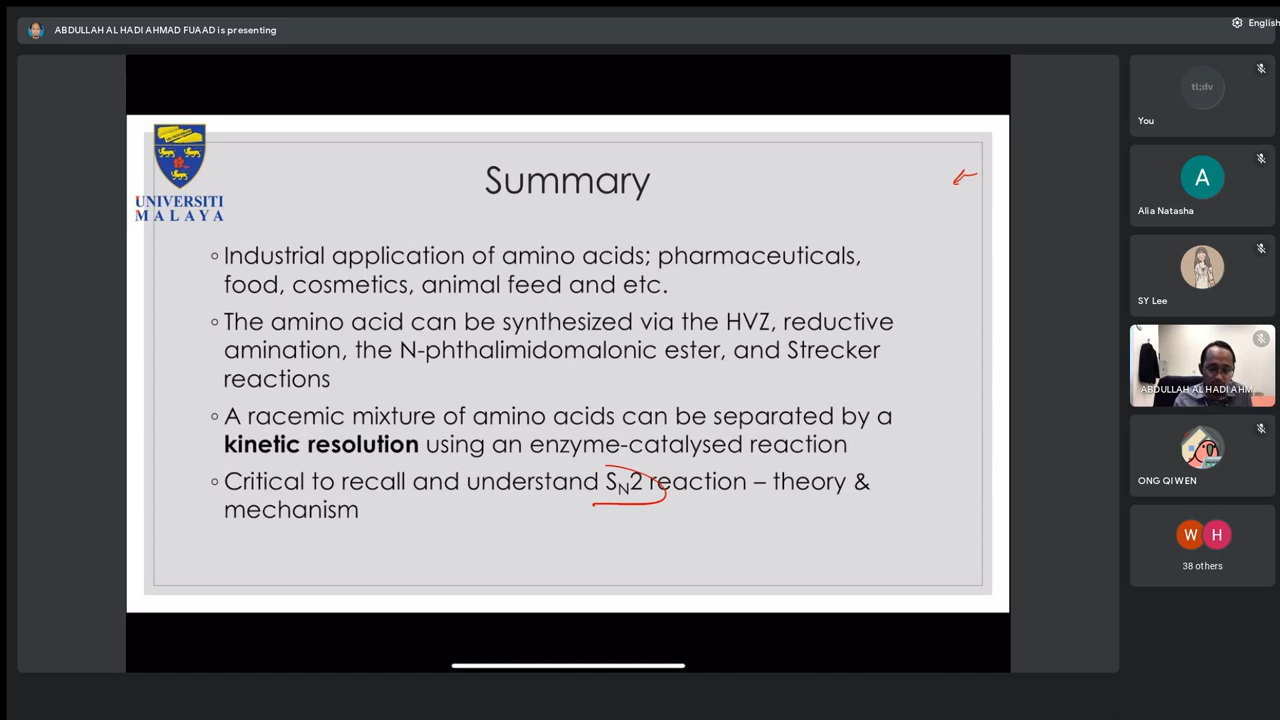 ABDULLAH AL HADI AHMAD FUAAD is presenting
English
UNIVERSITI
MALAYA
Summary
Industrial application of amino acids; pharmaceuticals,
food, cosmetics, animal feed and etc.
The amino acid can be synthesized via the HVZ, reductive
amination, the N-phthalimidomalonic ester, and Strecker
reactions
A racemic mixture of amino acids can be separated by a
kinetic resolution using an enzyme-catalysed reaction
Critical to recall and understand SN2 reaction – theory &
mechanism
tl;dv
You
A
Alia Natasha
SY Lee
ABDULLAH AL HADI AHM...
ONG QI WEN
W H
38 others